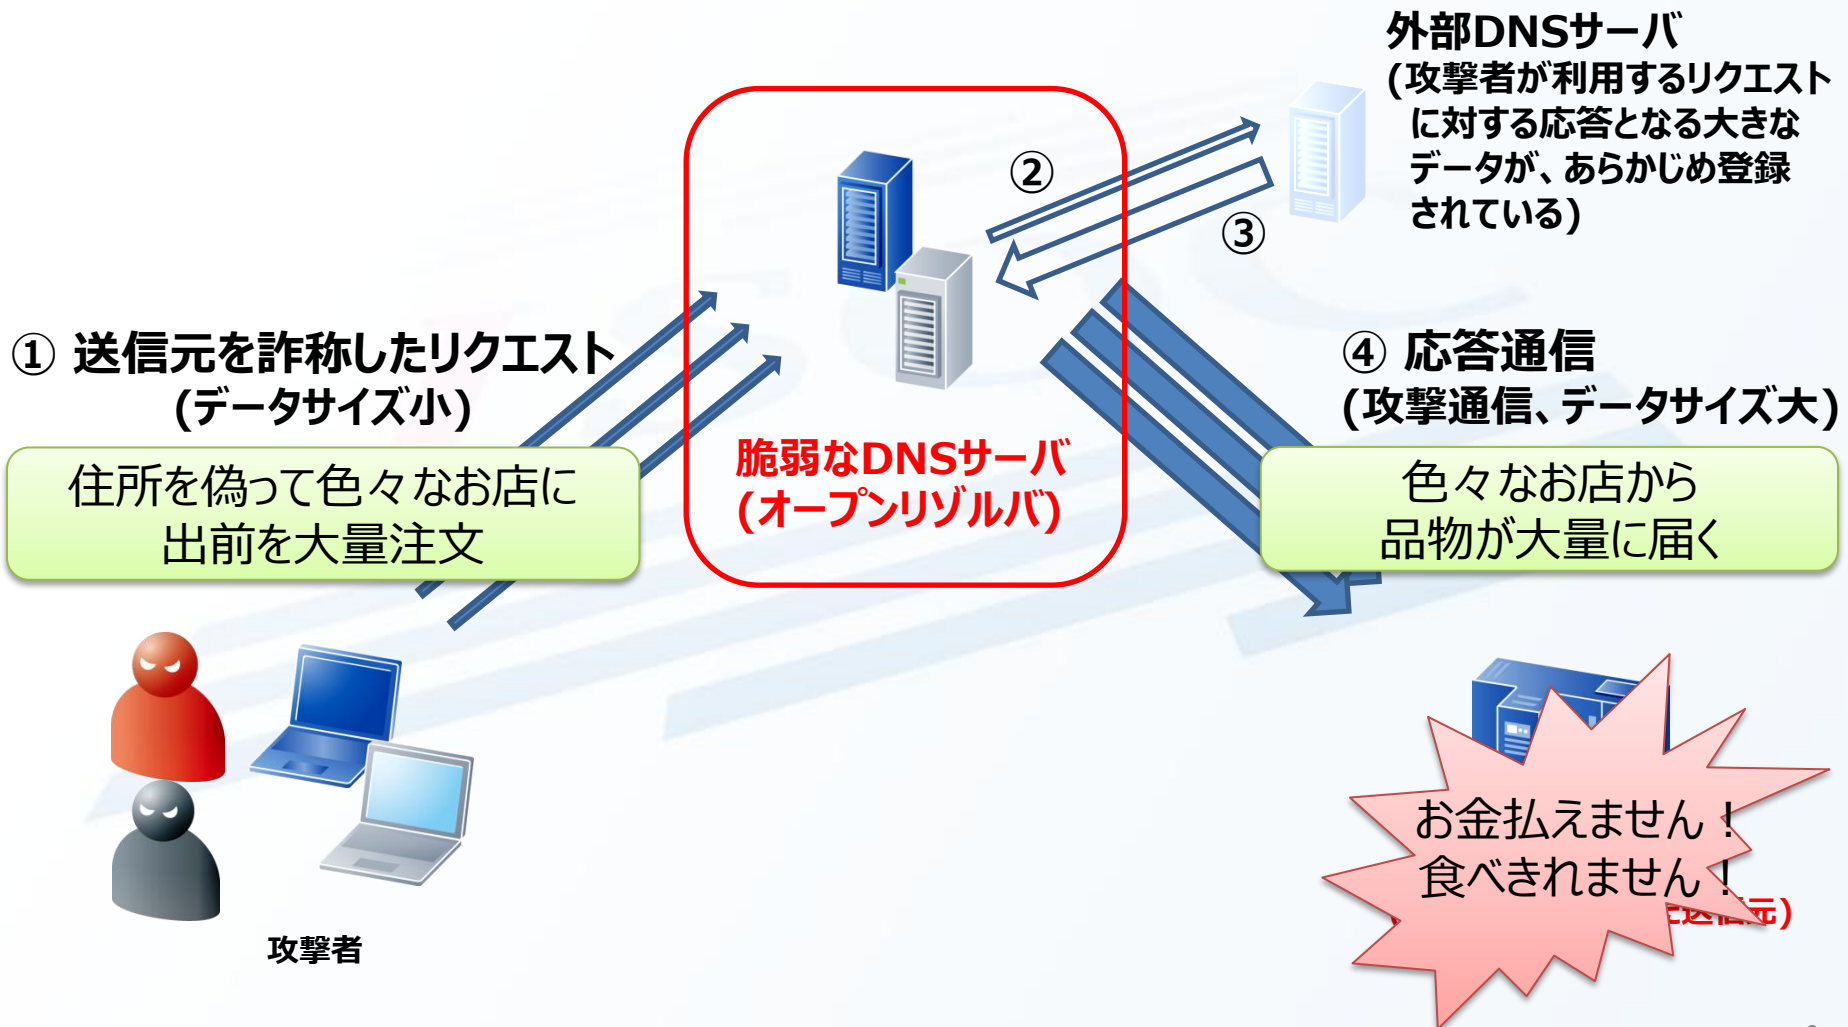 外部DNSサーバ
(攻撃者が利用するリクエスト
に対する応答となる大きな
データが、あらかじめ登録
されている)
②
③
① 送信元を詐称したリクエスト
(データサイズ小)
住所を偽って色々なお店に
出前を大量注文
脆弱なDNSサーバ
(オープンリゾルバ)
④ 応答通信
(攻撃通信、データサイズ大)
色々なお店から
品物が大量に届く
お金払えません!
食べきれません!
送信元)
攻撃者